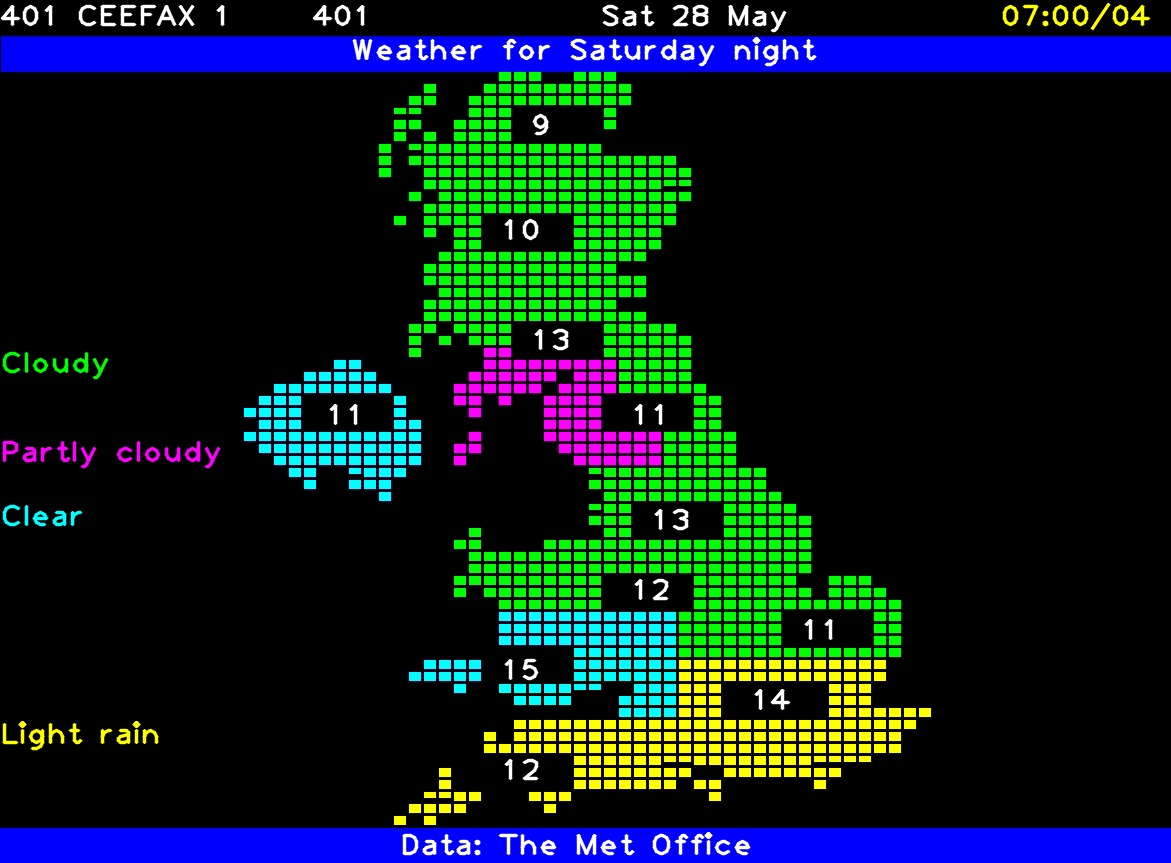 401 CEEFAX 1 401 Sat 28 May 07:00/04
Weather for Saturday night
9
10
13
Cloudy
11 11
Partly cloudy
Clear
13
12
11
15
14
Light rain
12
Data: The Met Office